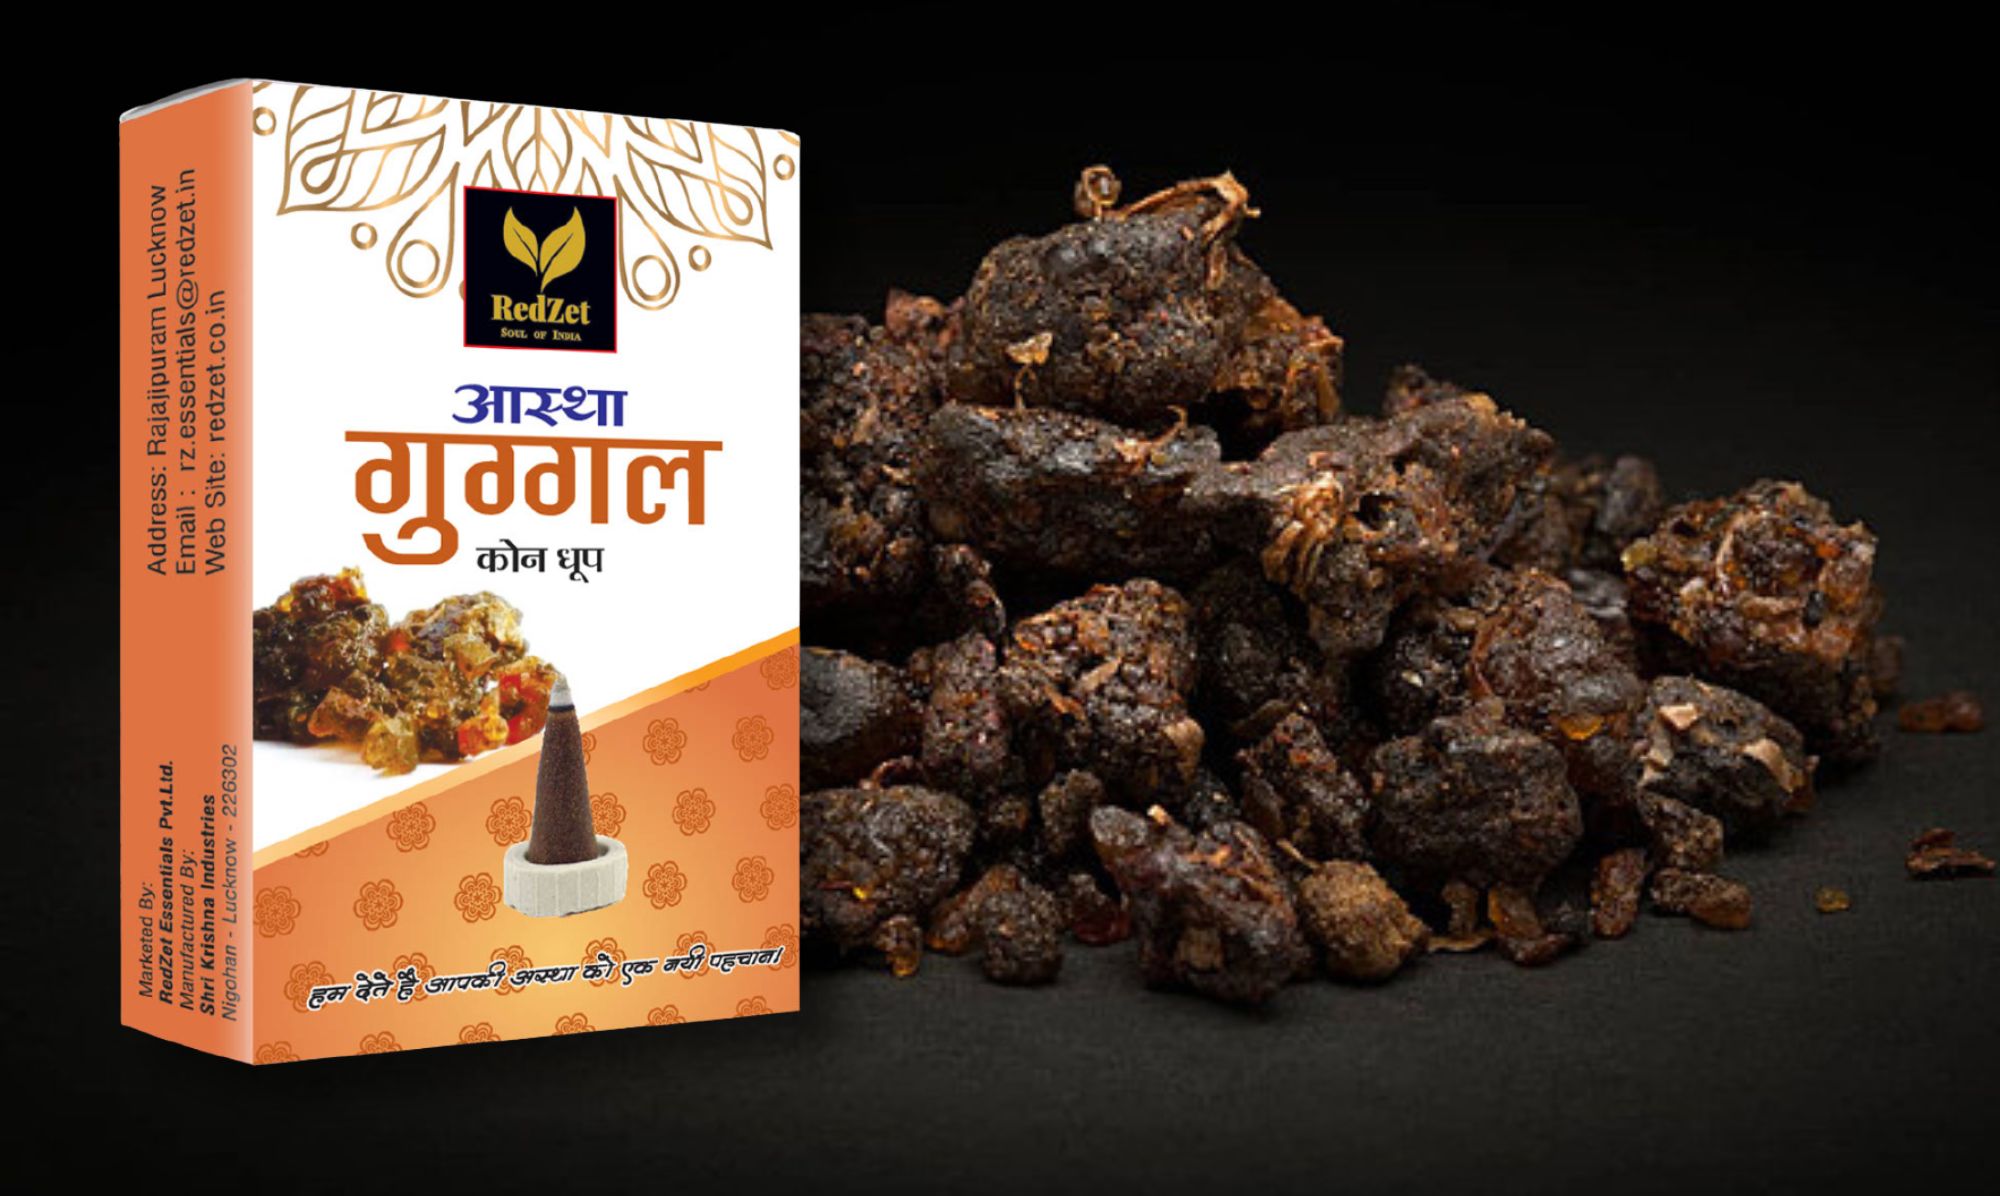 RedZet
SOUL OF INDIA
आस्था
गुग्गल
कोन धूप
हम देते है आपकी अस्था को एक नयी पहचान।
Address: Rajajipuram Lucknow
Email : rz.essentials@redzet.in
Web Site: redzet.co.in
Marketed By:
RedZet Essentials Pvt.Ltd.
Manufactured By:
Shri Krishna Industries
Nigohan - Lucknow - 226302